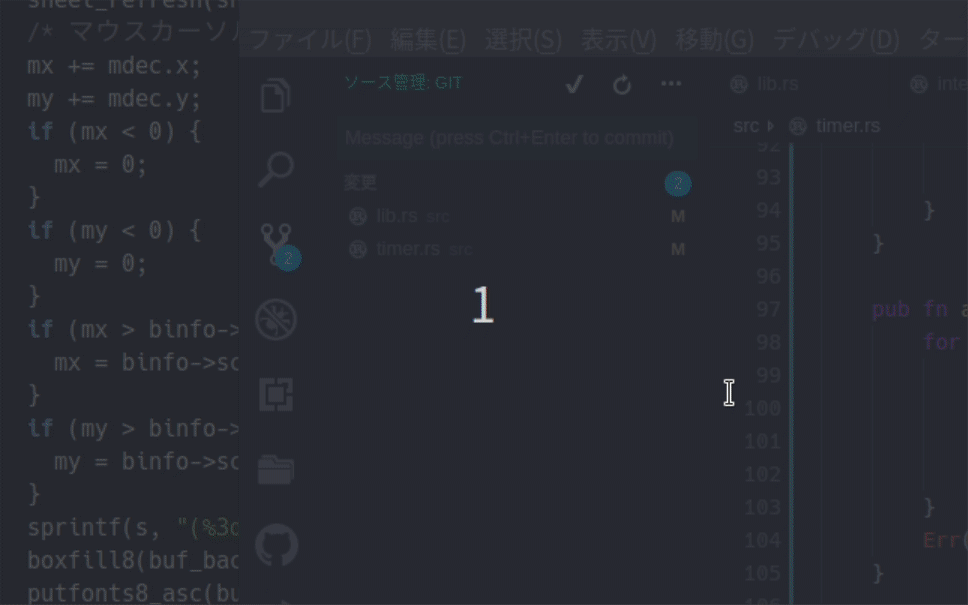 /* マウスカーソ
mx += mdec.x;
my += mdec.y;
if (mx < 0) {
mx = 0;
}
if (my < 0) {
my = 0;
}
if (mx > binfo->
mx = binfo->sc
}
if (my > binfo->
my = binfo->sc
}
sprintf(s, "(%3d
boxfill8(buf_bac
putfonts8_asc(bu
ファイル(F) 編集(E) 選択(S) 表示(V) 移動(G) デバッグ(D) ター
ソース管理: GIT
Message (press Ctrl+Enter to commit)
変更 2
lib.rs src M
timer.rs src M
2
1
lib.rs inte
src timer.rs
92
93
94 }
95 }
96
97 pub fn a
98 for
99
100
101
102
103 }
104 Err(
105 }